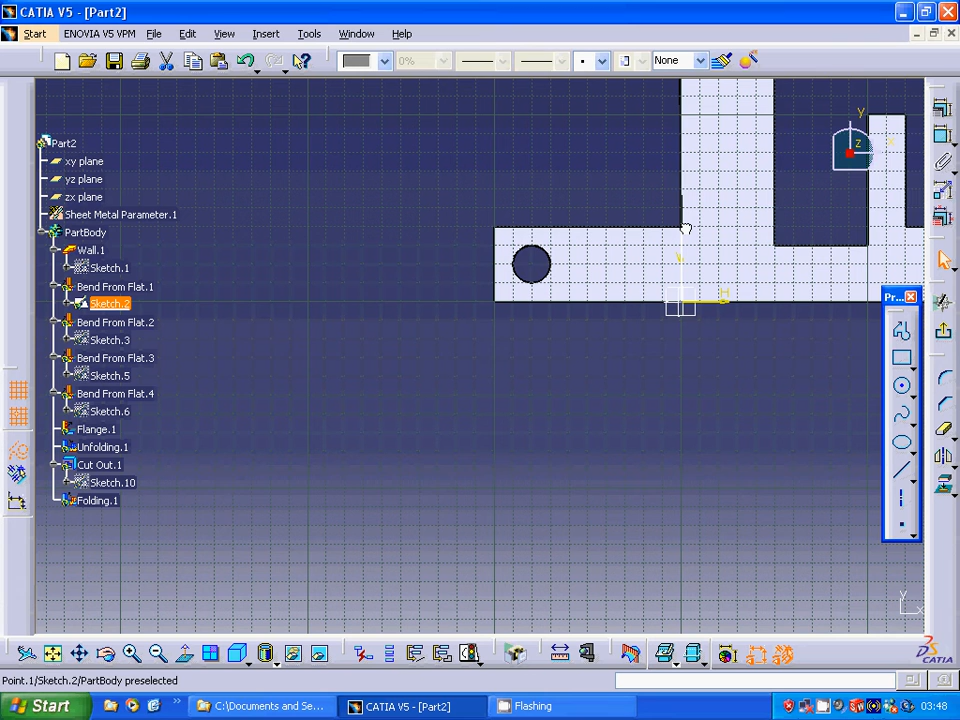 CATIA V5 - [Part2]
Start ENOVIA V5 VPM File Edit View Insert Tools Window Help
0% None
Part2
xy plane
yz plane
zx plane
Sheet Metal Parameter.1
PartBody
Wall.1
Sketch.1
Bend From Flat.1
Sketch.2
Bend From Flat.2
Sketch.3
Bend From Flat.3
Sketch.5
Bend From Flat.4
Sketch.6
Flange.1
Unfolding.1
Cut Out.1
Sketch.10
Folding.1
y
z
x
V
H
Pr...
y
x
CATIA
Point.1/Sketch.2/PartBody preselected
Start C:\Documents and Se... CATIA V5 - [Part2] Flashing 03:48